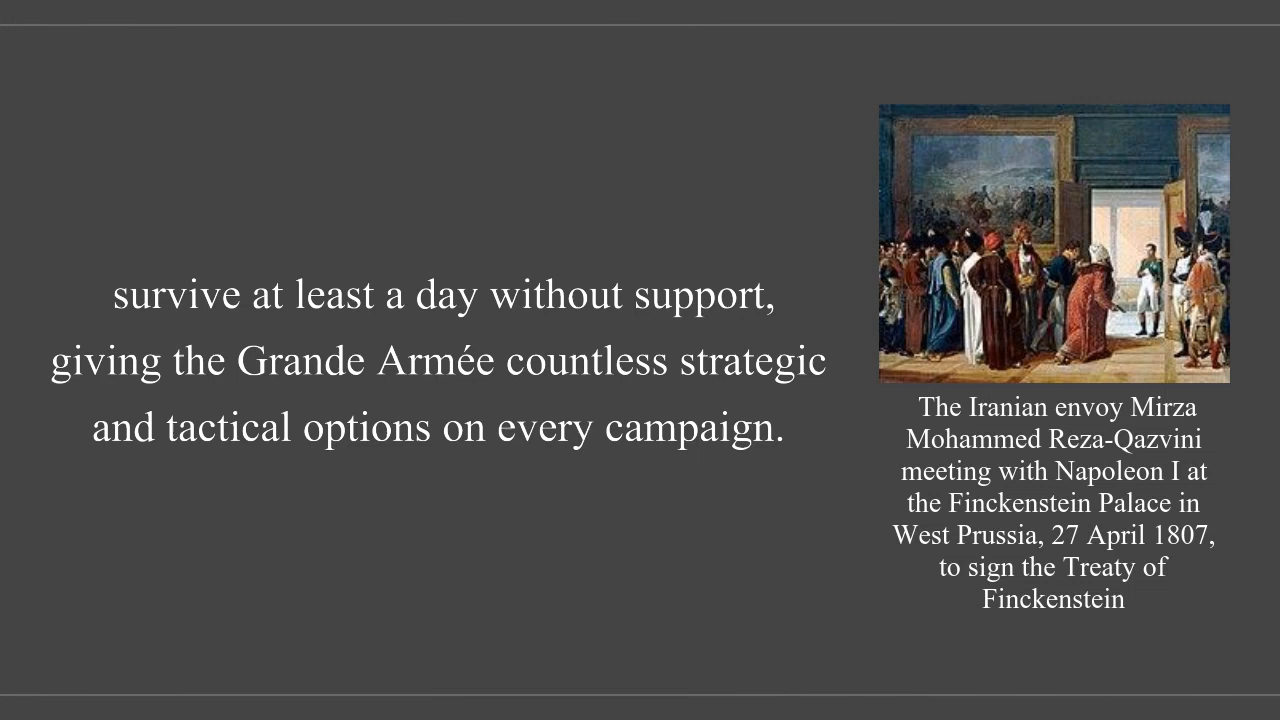 survive at least a day without support,
giving the Grande Armée countless strategic
and tactical options on every campaign.
The Iranian envoy Mirza
Mohammed Reza-Qazvini
meeting with Napoleon I at
the Finckenstein Palace in
West Prussia, 27 April 1807,
to sign the Treaty of
Finckenstein